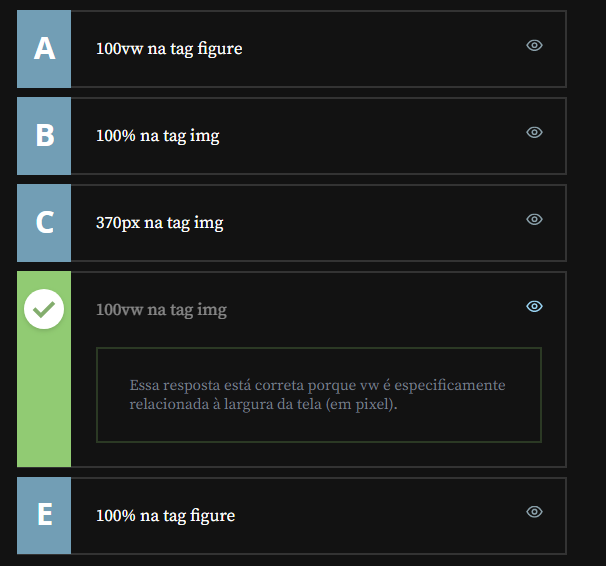 A
100vw na tag figure
B
100% na tag img
C
370px na tag img
100vw na tag img
Essa resposta está correta porque vw é especificamente
relacionada à largura da tela (em pixel).
E
100% na tag figure